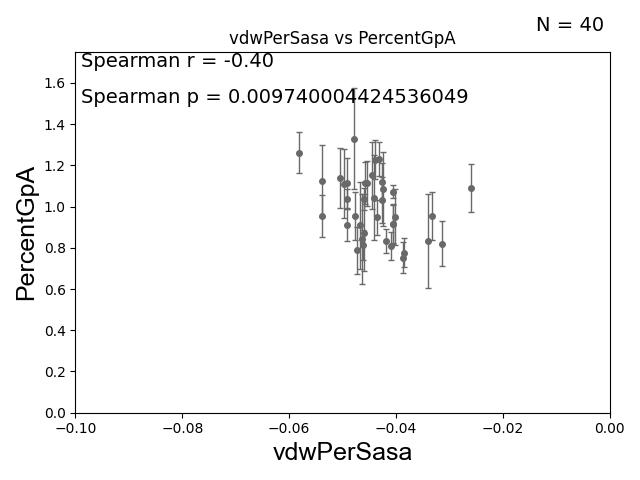 N = 40
vdwPerSasa vs PercentGpA
Spearman r = -0.40
Spearman p = 0.009740004424536049
PercentGpA
1.6
1.4
1.2
1.0
0.8
0.6
0.4
0.2
0.0
−0.10
−0.08
−0.06
−0.04
−0.02
0.00
vdwPerSasa